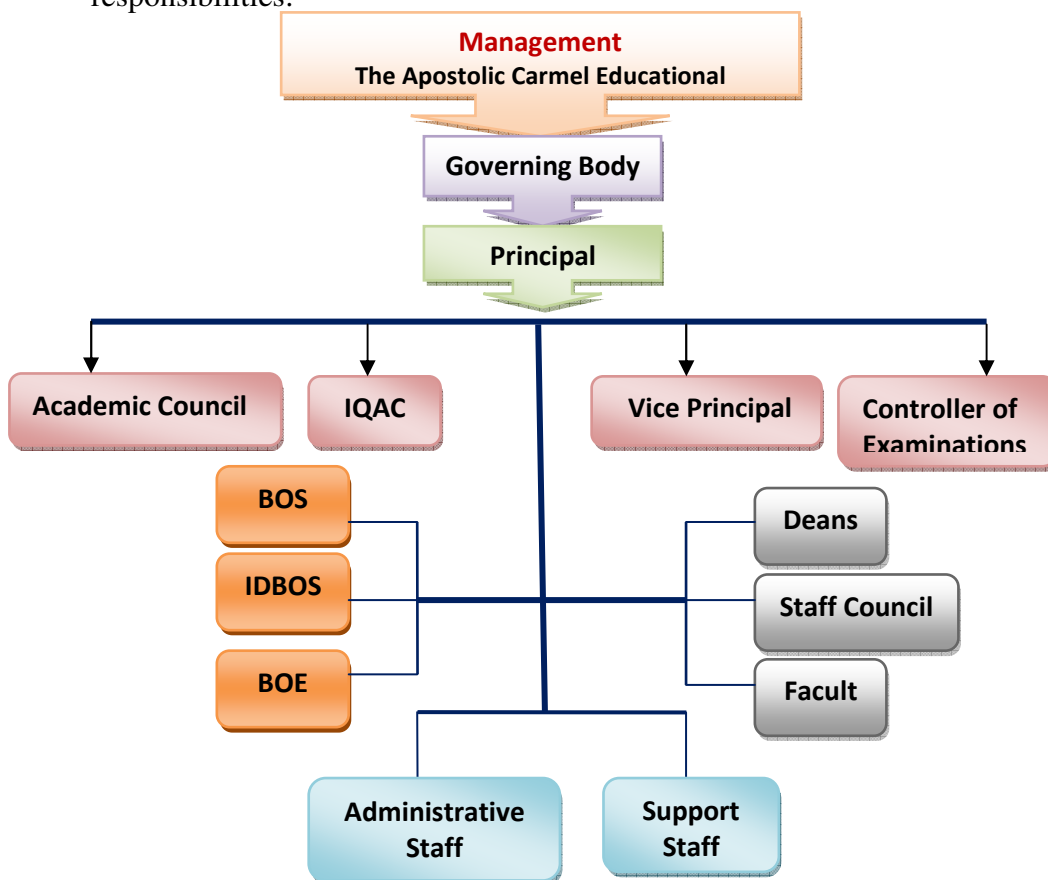 responsibilities:
Management
The Apostolic Carmel Educational
Governing Body
Principal
Academic Council
IQAC
Vice Principal
Controller of
Examinations
BOS
IDBOS
BOE
Deans
Staff Council
Facult
Administrative
Staff
Support
Staff